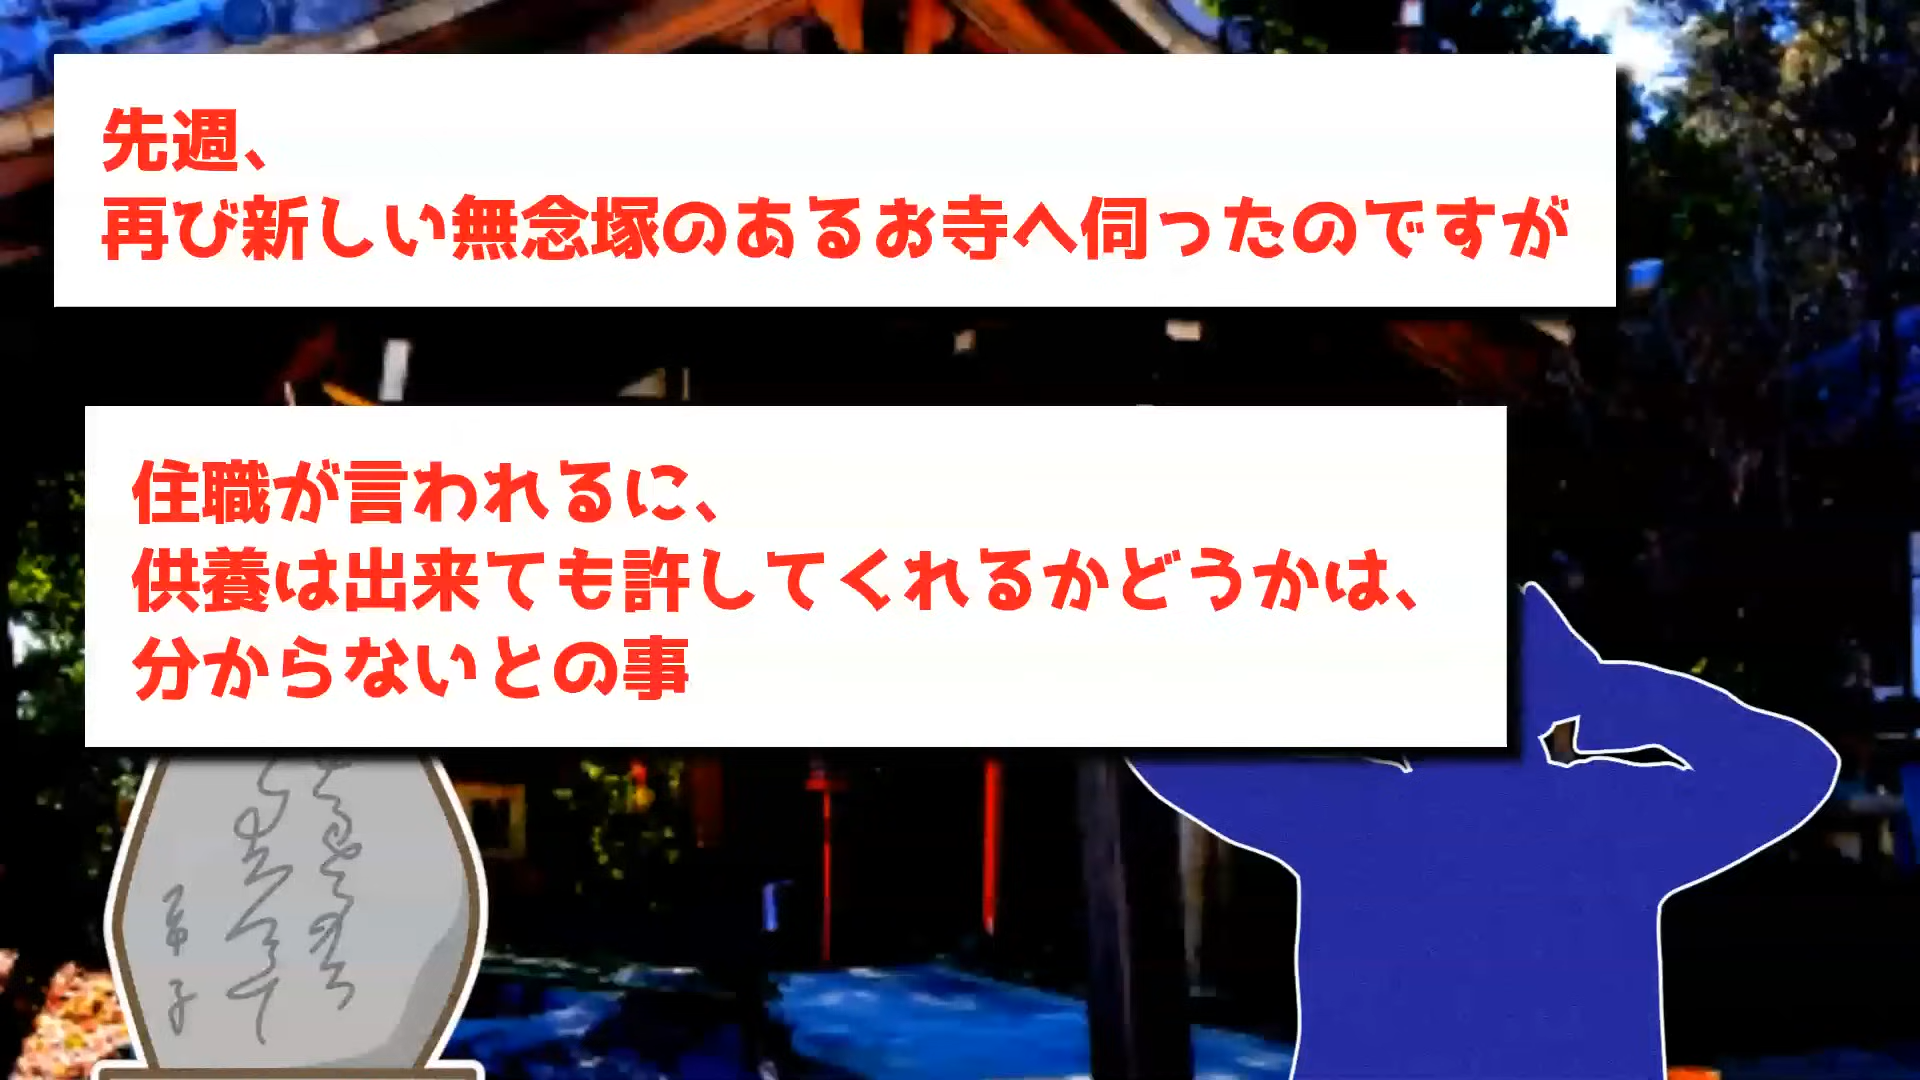 先週、
再び新しい無念塚のあるお寺へ伺ったのですが
住職が言われるに、
供養は出来ても許してくれるかどうかは、
分からないとの事